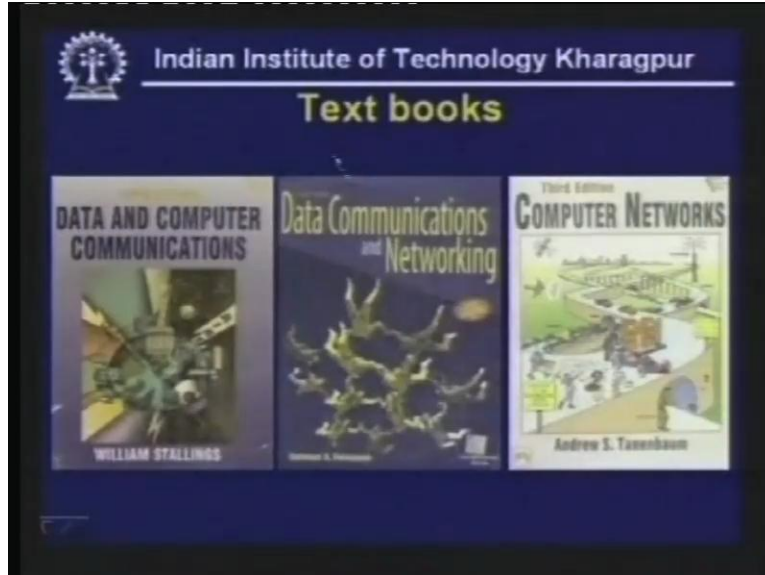 Indian Institute of Technology Kharagpur
Text books
DATA AND COMPUTER
COMMUNICATIONS
WILLIAM STALLINGS
Data Communications
and Networking
Third Edition
COMPUTER NETWORKS
Andrew S. Tanenbaum